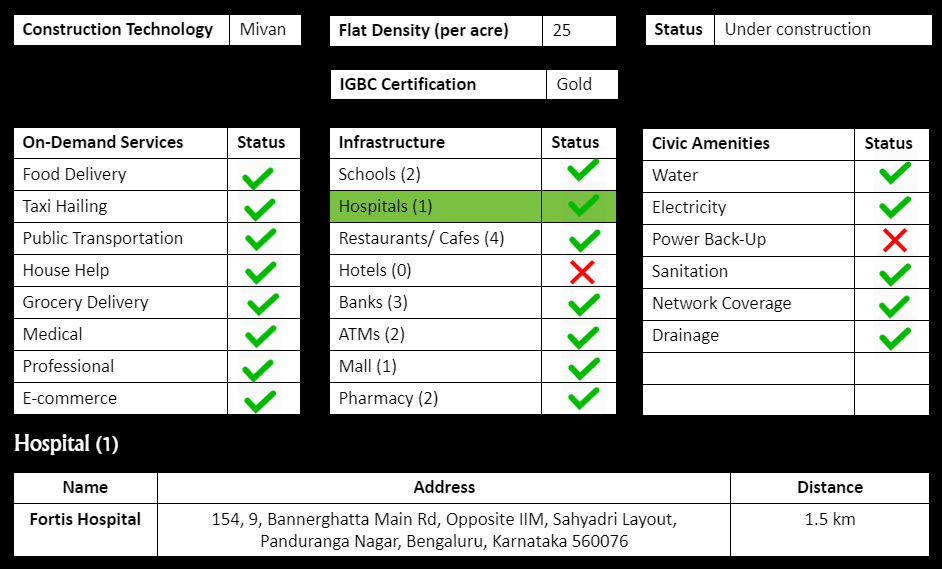 Construction Technology Mivan
Flat Density (per acre) 25
Status Under construction
IGBC Certification Gold
On-Demand Services Status
Food Delivery
Taxi Hailing
Public Transportation
House Help
Grocery Delivery
Medical
Professional
E-commerce
Infrastructure Status
Schools (2)
Hospitals (1)
Restaurants/ Cafes (4)
Hotels (0)
Banks (3)
ATMs (2)
Mall (1)
Pharmacy (2)
Civic Amenities Status
Water
Electricity
Power Back-Up
Sanitation
Network Coverage
Drainage
Hospital (1)
Name Address Distance
Fortis Hospital 154, 9, Bannerghatta Main Rd, Opposite IIM, Sahyadri Layout, 1.5 km
Panduranga Nagar, Bengaluru, Karnataka 560076